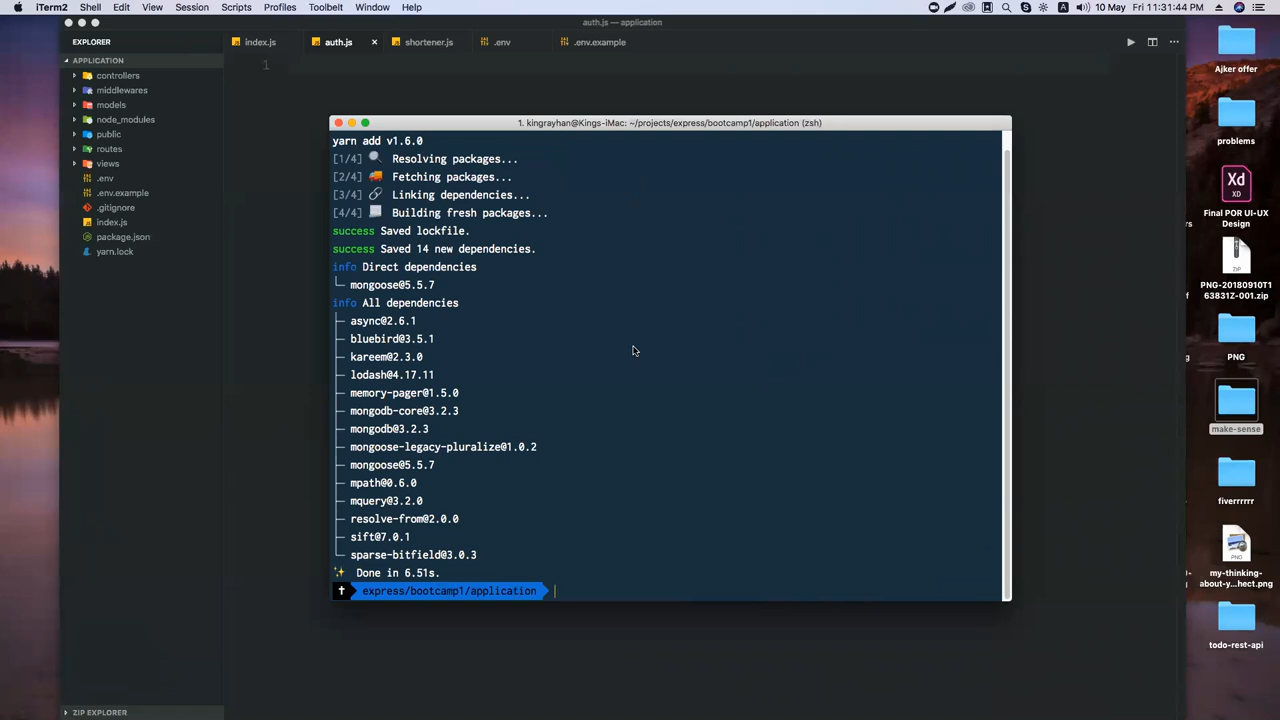 iTerm2 Shell Edit View Session Scripts Profiles Toolbelt Window Help
10 May Fri 11:31:44
auth.js — application
EXPLORER
index.js
auth.js
shortener.js
.env
.env.example
APPLICATION
controllers
middlewares
models
node_modules
public
routes
views
.env
.env.example
.gitignore
index.js
package.json
yarn.lock
ZIP EXPLORER
1
1. kingrayhan@Kings-iMac: ~/projects/express/bootcamp1/application (zsh)
yarn add v1.6.0
[1/4] 🔍 Resolving packages...
[2/4] 🚚 Fetching packages...
[3/4] 🔗 Linking dependencies...
[4/4] 📃 Building fresh packages...
success Saved lockfile.
success Saved 14 new dependencies.
info Direct dependencies
└─ mongoose@5.5.7
info All dependencies
├─ async@2.6.1
├─ bluebird@3.5.1
├─ kareem@2.3.0
├─ lodash@4.17.11
├─ memory-pager@1.5.0
├─ mongodb-core@3.2.3
├─ mongodb@3.2.3
├─ mongoose-legacy-pluralize@1.0.2
├─ mongoose@5.5.7
├─ mpath@0.6.0
├─ mquery@3.2.0
├─ resolve-from@2.0.0
├─ sift@7.0.1
└─ sparse-bitfield@3.0.3
✨ Done in 6.51s.
express/bootcamp1/application
Ajker offer
problems
Final POR UI-UX
Design
PNG-20180910T1
63831Z-001.zip
PNG
make-sense
fiverrrrrr
my-thinking-
about-y...hect.png
todo-rest-api